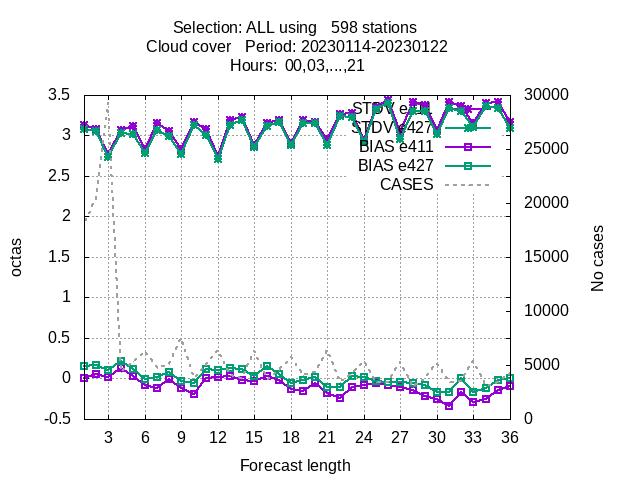 Selection: ALL using   598 stations
Cloud cover   Period: 20230114-20230122
Hours:  00,03,...,21
3.5
3
2.5
2
1.5
1
0.5
0
-0.5
octas
30000
25000
20000
15000
10000
5000
0
No cases
STDV e427
BIAS e411
BIAS e427
CASES
3 6 9 12 15 18 21 24 27 30 33 36
Forecast length